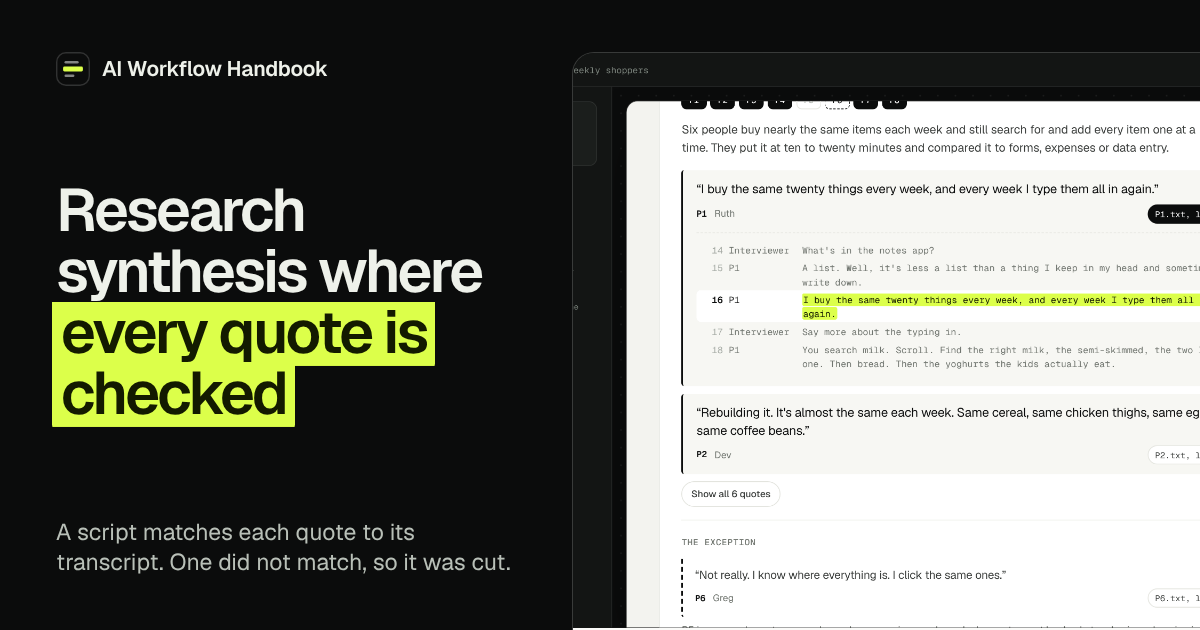 AI Workflow Handbook
Research
synthesis where
every quote is
checked
A script matches each quote to its
transcript. One did not match, so it was cut.
eekly shoppers
Six people buy nearly the same items each week and still search for and add every item one at a
time. They put it at ten to twenty minutes and compared it to forms, expenses or data entry.
“I buy the same twenty things every week, and every week I type them all in again.”
P1 Ruth
P1.txt, l
14 Interviewer What's in the notes app?
15 P1 A list. Well, it's less a list than a thing I keep in my head and someti
write down.
16 P1 I buy the same twenty things every week, and every week I type them all
again.
17 Interviewer Say more about the typing in.
18 P1 You search milk. Scroll. Find the right milk, the semi-skimmed, the two
one. Then bread. Then the yoghurts the kids actually eat.
“Rebuilding it. It's almost the same each week. Same cereal, same chicken thighs, same eg
same coffee beans.”
P2 Dev
P2.txt, l
Show all 6 quotes
THE EXCEPTION
“Not really. I know where everything is. I click the same ones.”
P6 Greg
P6.txt, l